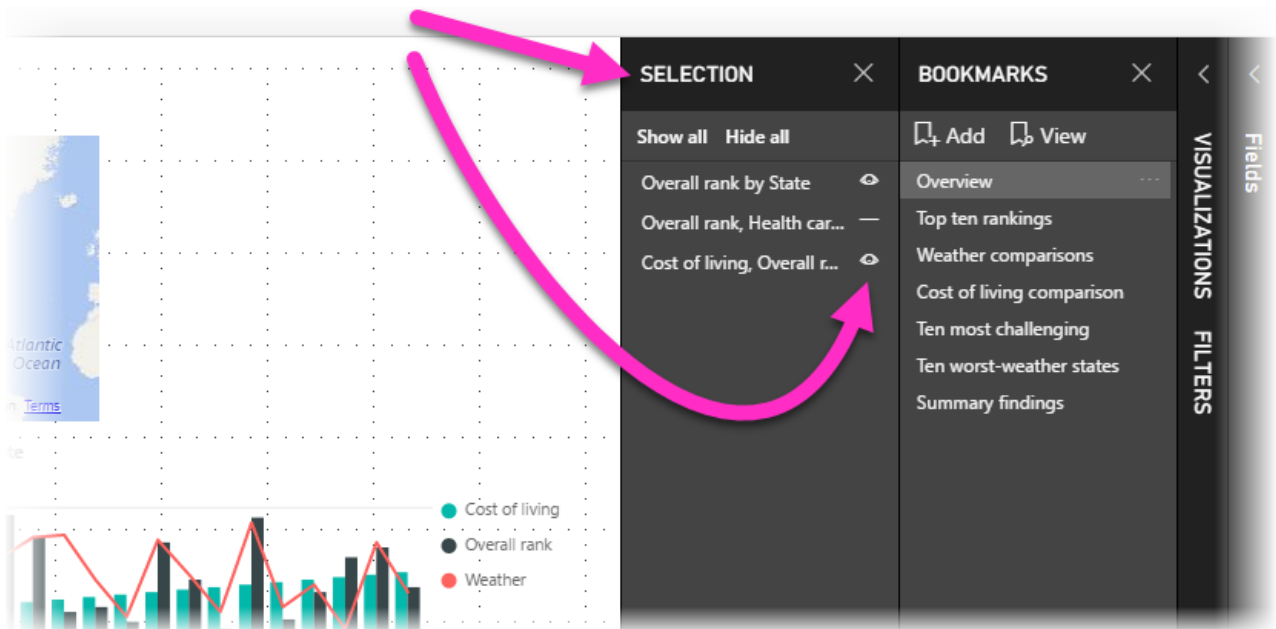 SELECTION
Show all Hide all
Overall rank by State
Overall rank, Health car...
Cost of living, Overall r...
BOOKMARKS
Add View
Overview
Top ten rankings
Weather comparisons
Cost of living comparison
Ten most challenging
Ten worst-weather states
Summary findings
VISUALIZATIONS
FILTERS
Fields
Atlantic
Ocean
Terms
Cost of living
Overall rank
Weather